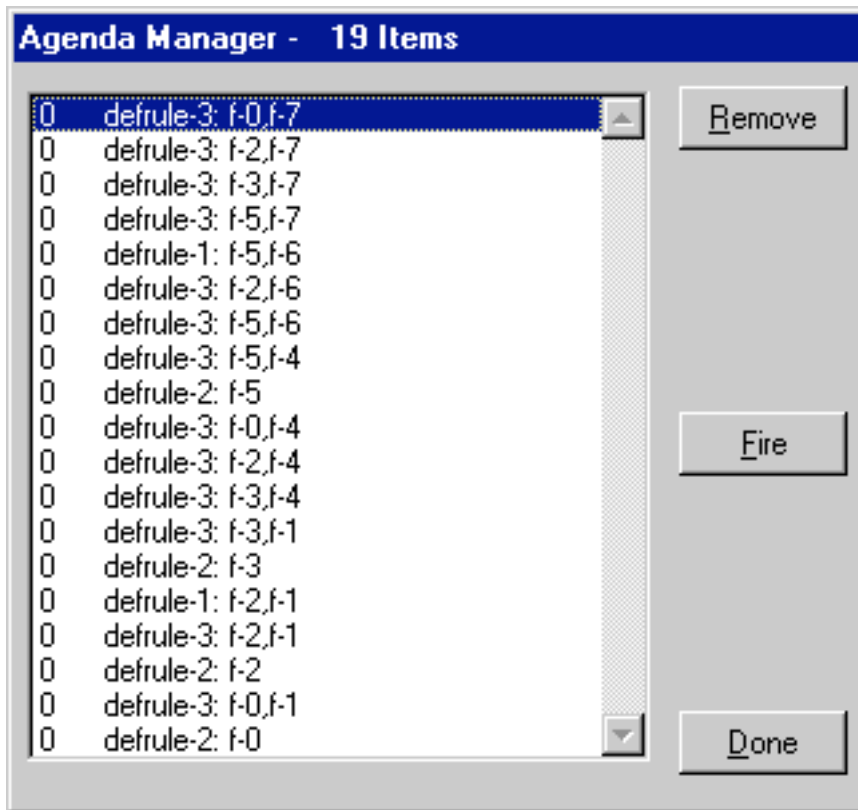 Agenda Manager - 19 Items
0 defrule-3: f-0,f-7
0 defrule-3: f-2,f-7
0 defrule-3: f-3,f-7
0 defrule-3: f-5,f-7
0 defrule-1: f-5,f-6
0 defrule-3: f-2,f-6
0 defrule-3: f-5,f-6
0 defrule-3: f-5,f-4
0 defrule-2: f-5
0 defrule-3: f-0,f-4
0 defrule-3: f-2,f-4
0 defrule-3: f-3,f-4
0 defrule-3: f-3,f-1
0 defrule-2: f-3
0 defrule-1: f-2,f-1
0 defrule-3: f-2,f-1
0 defrule-2: f-2
0 defrule-3: f-0,f-1
0 defrule-2: f-0
Remove
Fire
Done